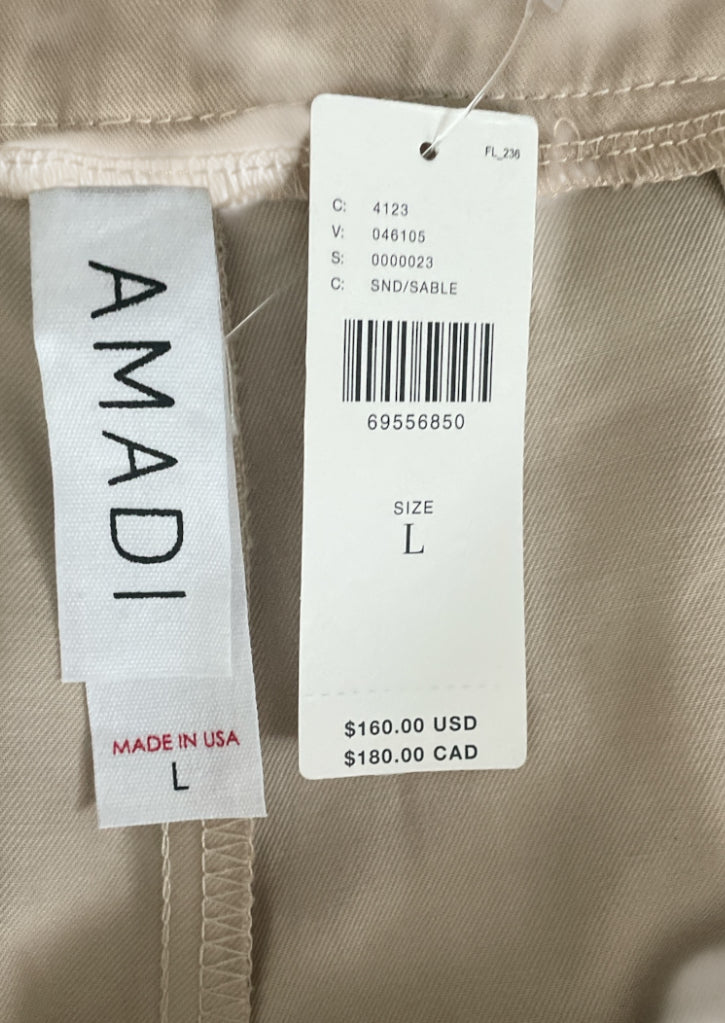 AMADI
MADE IN USA
L
FL_236
C: 4123
V: 046105
S: 0000023
C: SND/SABLE
69556850
SIZE
L
$160.00 USD
$180.00 CAD